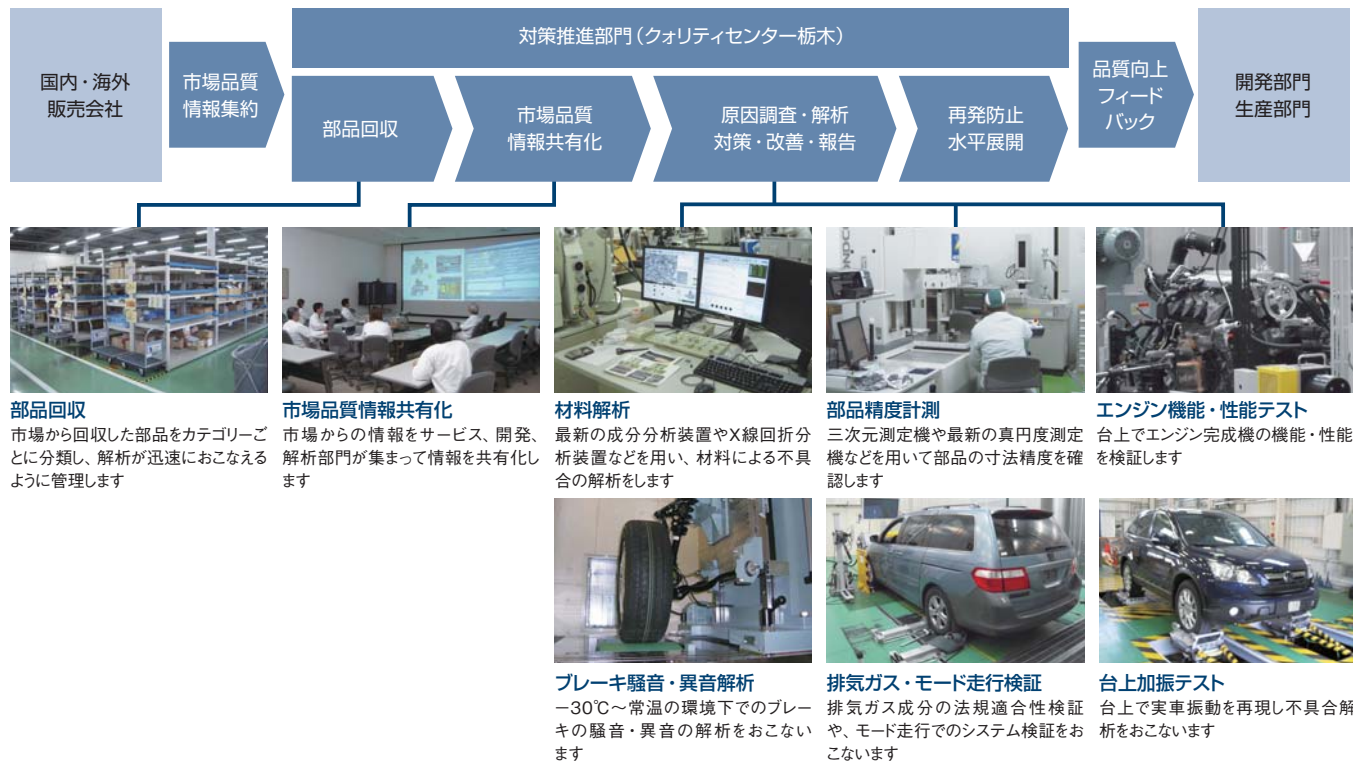 国内・海外
販売会社
市場品質
情報集約
対策推進部門（クォリティセンター栃木）
部品回収
市場品質
情報共有化
原因調査・解析
対策・改善・報告
再発防止
水平展開
品質向上
フィード
バック
開発部門
生産部門
部品回収
市場から回収した部品をカテゴリーご
とに分類し、解析が迅速におこなえる
ように管理します
市場品質情報共有化
市場からの情報をサービス、開発、
解析部門が集まって情報を共有化し
ます
材料解析
最新の成分分析装置やX線回折分
析装置などを用い、材料による不具
合の解析をします
部品精度計測
三次元測定機や最新の真円度測定
機などを用いて部品の寸法精度を確
認します
エンジン機能・性能テスト
台上でエンジン完成機の機能・性能
を検証します
ブレーキ騒音・異音解析
－30℃～常温の環境下でのブレー
キの騒音・異音の解析をおこない
ます
排気ガス・モード走行検証
排気ガス成分の法規適合性検証
や、モード走行でのシステム検証をお
こないます
台上加振テスト
台上で実車振動を再現し不具合解
析をおこないます